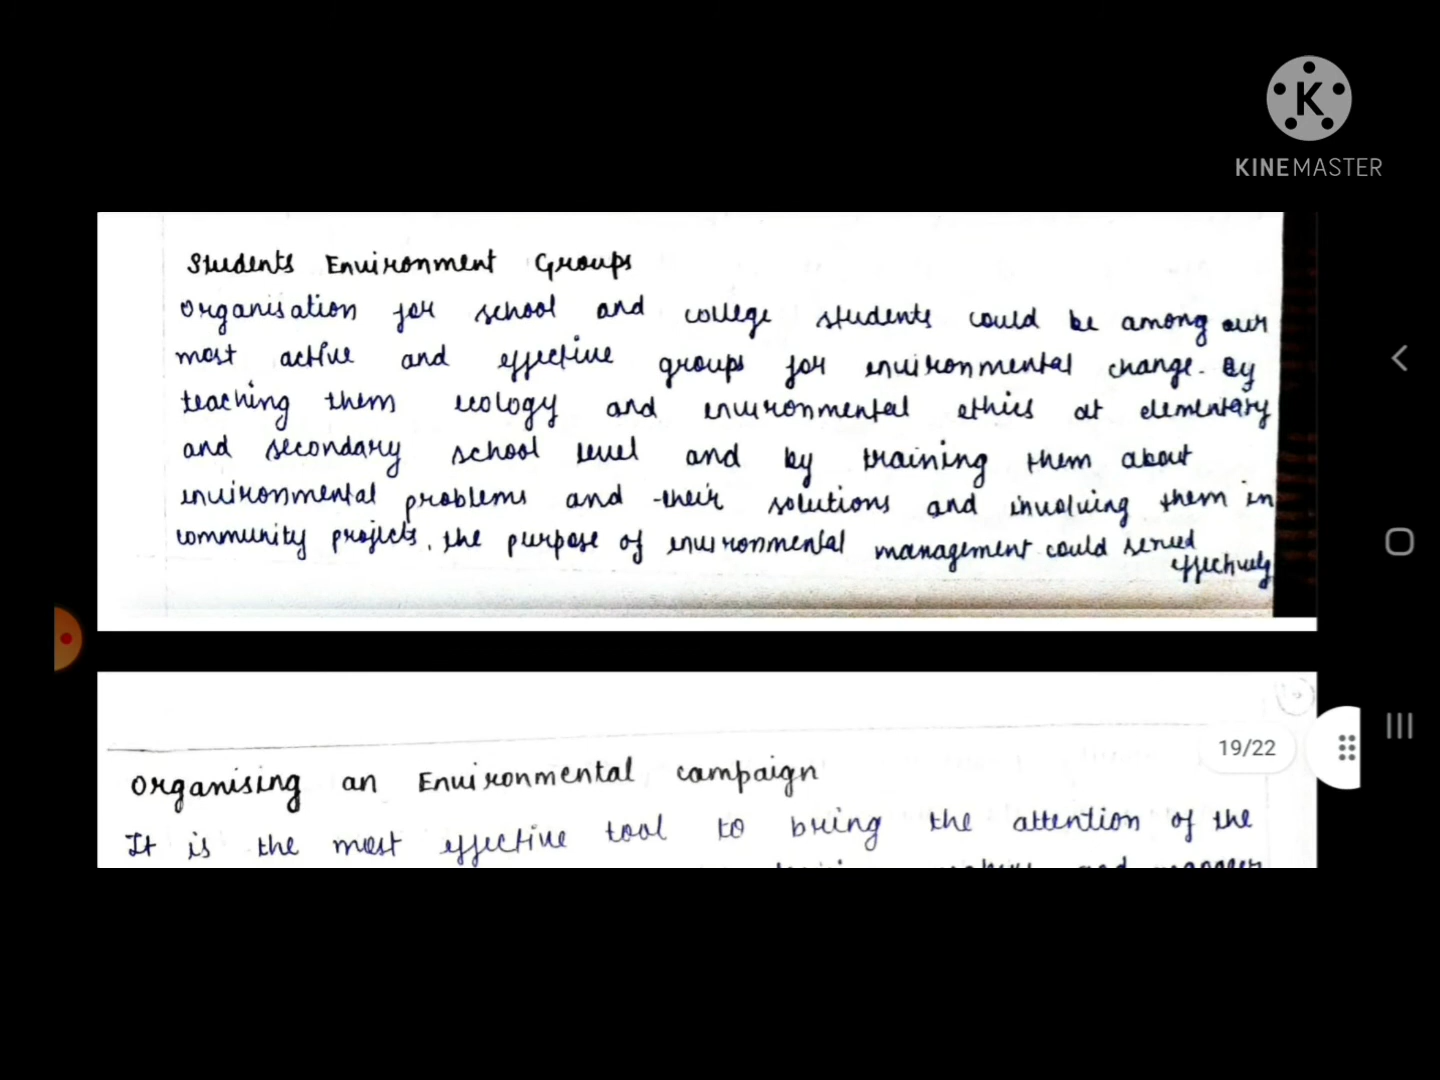 K
KINEMASTER
Students Environment Groups
Organisation for school and college students could be among our
most active and effective groups for environmental change. By
teaching them ecology and environmental ethics at elementary
and secondary school level and by training them about
environmental problems and their solutions and involving them in
community projects, the purpose of environmental management could served
effectively
19/22
Organising an Environmental campaign
It is the most effective tool to bring the attention of the